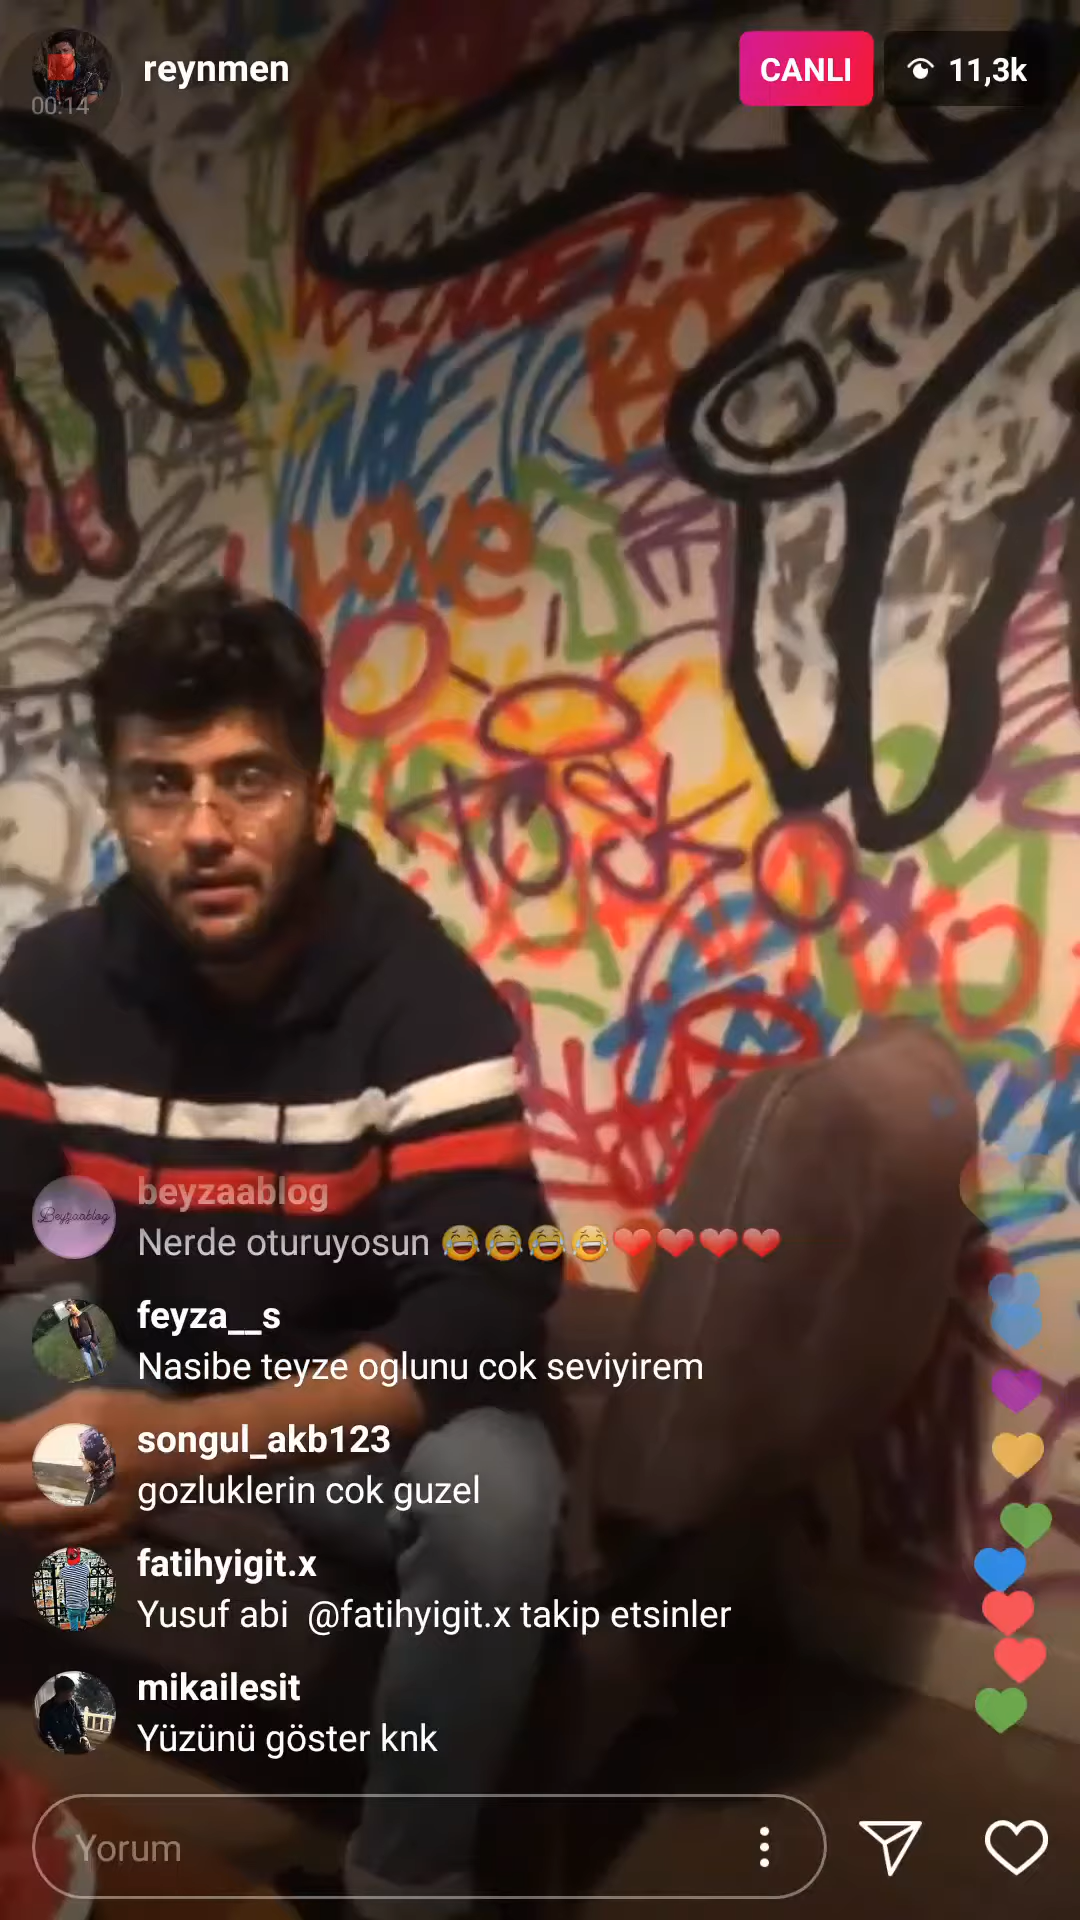 reynmen
CANLI
11,3k
00:14
LOVE
beyzaablog
Beyzaablog
Nerde oturuyosun 😂😂😂😂❤❤❤❤
feyza__s
Nasibe teyze oglunu cok seviyirem
songul_akb123
gozluklerin cok guzel
fatihyigit.x
Yusuf abi  @fatihyigit.x takip etsinler
mikailesit
Yüzünü göster knk
Yorum